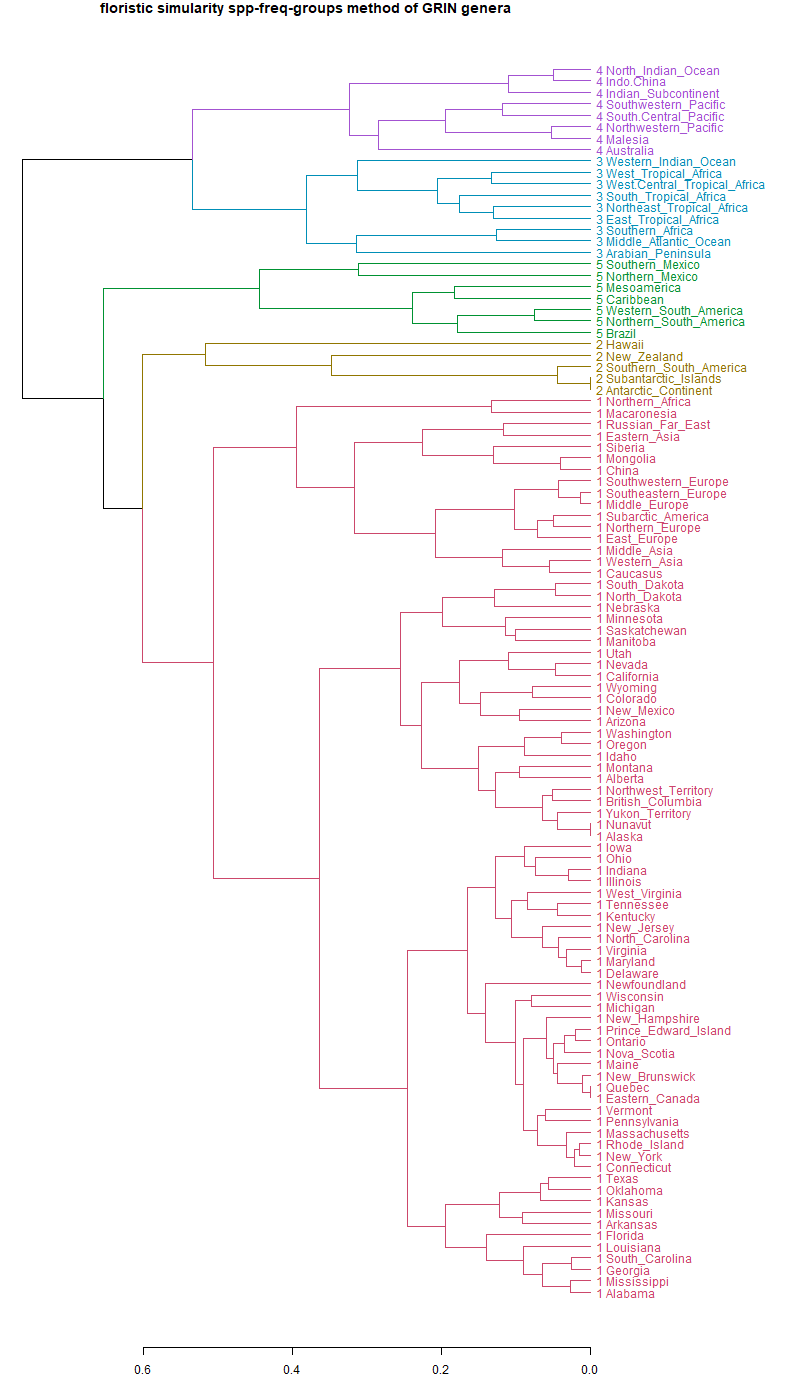 floristic simularity spp-freq-groups method of GRIN genera
4 North_Indian_Ocean
4 Indo.China
4 Indian_Subcontinent
4 Southwestern_Pacific
4 South.Central_Pacific
4 Northwestern_Pacific
4 Malesia
4 Australia
3 Western_Indian_Ocean
3 West_Tropical_Africa
3 West.Central_Tropical_Africa
3 South_Tropical_Africa
3 Northeast_Tropical_Africa
3 East_Tropical_Africa
3 Southern_Africa
3 Middle_Atlantic_Ocean
3 Arabian_Peninsula
5 Southern_Mexico
5 Northern_Mexico
5 Mesoamerica
5 Caribbean
5 Western_South_America
5 Northern_South_America
5 Brazil
2 Hawaii
2 New_Zealand
2 Southern_South_America
2 Subantarctic_Islands
2 Antarctic_Continent
1 Northern_Africa
1 Macaronesia
1 Russian_Far_East
1 Eastern_Asia
1 Siberia
1 Mongolia
1 China
1 Southwestern_Europe
1 Southeastern_Europe
1 Middle_Europe
1 Subarctic_America
1 Northern_Europe
1 East_Europe
1 Middle_Asia
1 Western_Asia
1 Caucasus
1 South_Dakota
1 North_Dakota
1 Nebraska
1 Minnesota
1 Saskatchewan
1 Manitoba
1 Utah
1 Nevada
1 California
1 Wyoming
1 Colorado
1 New_Mexico
1 Arizona
1 Washington
1 Oregon
1 Idaho
1 Montana
1 Alberta
1 Northwest_Territory
1 British_Columbia
1 Yukon_Territory
1 Nunavut
1 Alaska
1 Iowa
1 Ohio
1 Indiana
1 Illinois
1 West_Virginia
1 Tennessee
1 Kentucky
1 New_Jersey
1 North_Carolina
1 Virginia
1 Maryland
1 Delaware
1 Newfoundland
1 Wisconsin
1 Michigan
1 New_Hampshire
1 Prince_Edward_Island
1 Ontario
1 Nova_Scotia
1 Maine
1 New_Brunswick
1 Quebec
1 Eastern_Canada
1 Vermont
1 Pennsylvania
1 Massachusetts
1 Rhode_Island
1 New_York
1 Connecticut
1 Texas
1 Oklahoma
1 Kansas
1 Missouri
1 Arkansas
1 Florida
1 Louisiana
1 South_Carolina
1 Georgia
1 Mississippi
1 Alabama
0.6 0.4 0.2 0.0